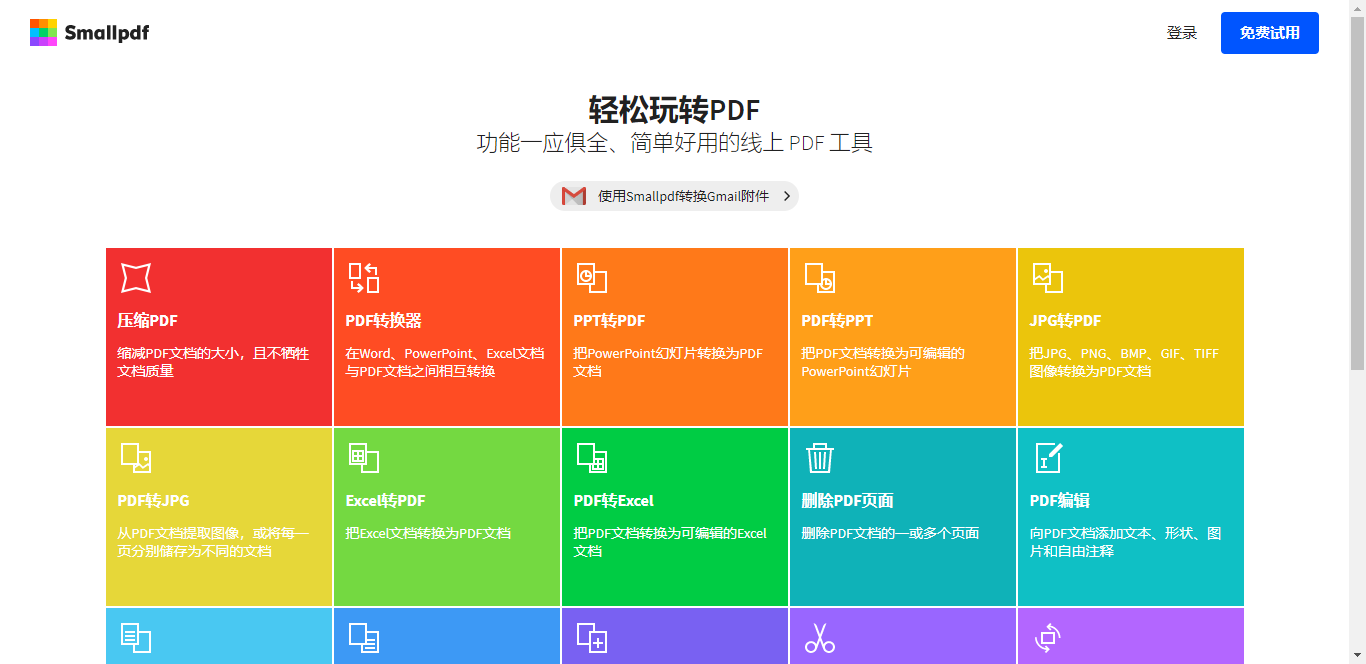 Smallpdf
登录
免费试用
轻松玩转PDF
功能一应俱全、简单好用的线上 PDF 工具
使用Smallpdf转换Gmail附件
压缩PDF
缩减PDF文档的大小，且不牺牲
文档质量
PDF转换器
在Word、PowerPoint、Excel文档
与PDF文档之间相互转换
PPT转PDF
把PowerPoint幻灯片转换为PDF
文档
PDF转PPT
把PDF文档转换为可编辑的
PowerPoint幻灯片
JPG转PDF
把JPG、PNG、BMP、GIF、TIFF
图像转换为PDF文档
PDF转JPG
从PDF文档提取图像，或将每一
页分别储存为不同的文档
Excel转PDF
把Excel文档转换为PDF文档
PDF转Excel
把PDF文档转换为可编辑的Excel
文档
删除PDF页面
删除PDF文档的一或多个页面
PDF编辑
向PDF文档添加文本、形状、图
片和自由注释